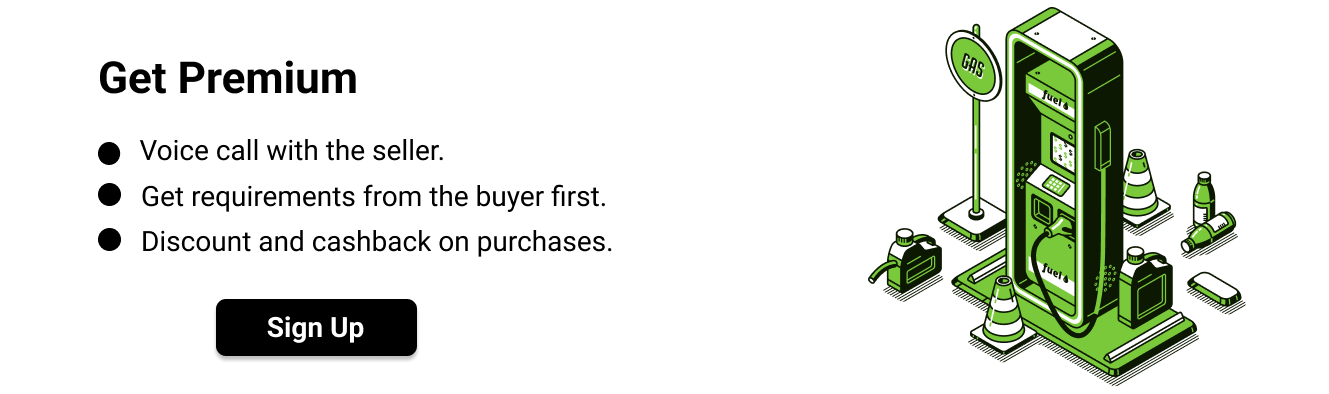 Get Premium
Voice call with the seller.
Get requirements from the buyer first.
Discount and cashback on purchases.
Sign Up
GAS
fuel
fuel